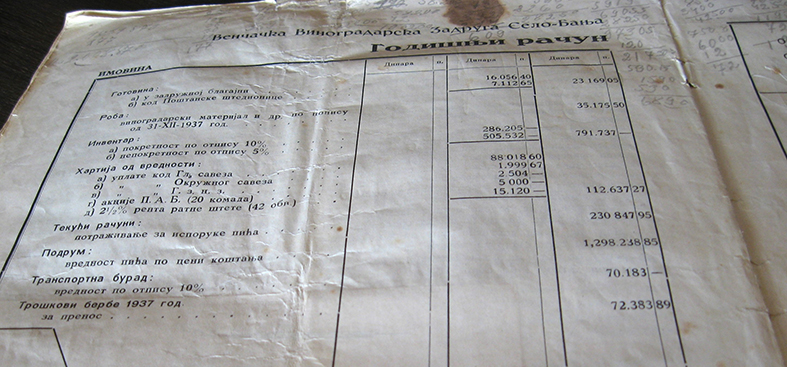 Венчачка Виноградарска Задруга-Село-Бања
Годишњи рачун
ИМОВИНА
Динара п. Динара п. Динара п.
Готовина:
а) у задружној благајни 16.056 40
б) код Поштанске штедионице 7.112 65 23 169 05
Роба:
виноградарски материјал и др. по попису
од 31-XII-1937 год. 35.175 50
Инвентар:
а) покретност по отпису 10% 286.205 —
б) непокретност по отпису 5% 505.532 — 791.737 —
Хартија од вредности:
а) уплате код Гл. савеза 88 018 60
б) „ „ Окружног савеза 1.999 67
в) „ „ Г. з. п. з. 2 504 —
г) акције П. А. Б. (20 комада) 5 000 —
д) 2½% рента ратне штете (42 обв.) 15.120 — 112.637 27
Текући рачуни:
потраживање за испоруке пића 230 847 95
Подрум:
вредност пића по цени коштања 1,298.238 85
Транспортна бурад:
вредност по отпису 10% 70.183 —
Трошкови бербе 1937 год.
за пренос 72.383 89